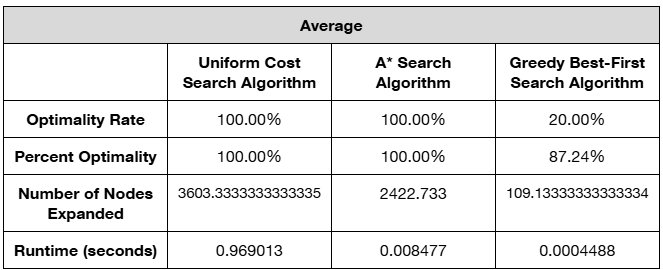 Average
Uniform Cost Search Algorithm A* Search Algorithm Greedy Best-First Search Algorithm
Optimality Rate 100.00% 100.00% 20.00%
Percent Optimality 100.00% 100.00% 87.24%
Number of Nodes Expanded 3603.3333333333335 2422.733 109.13333333333334
Runtime (seconds) 0.969013 0.008477 0.0004488